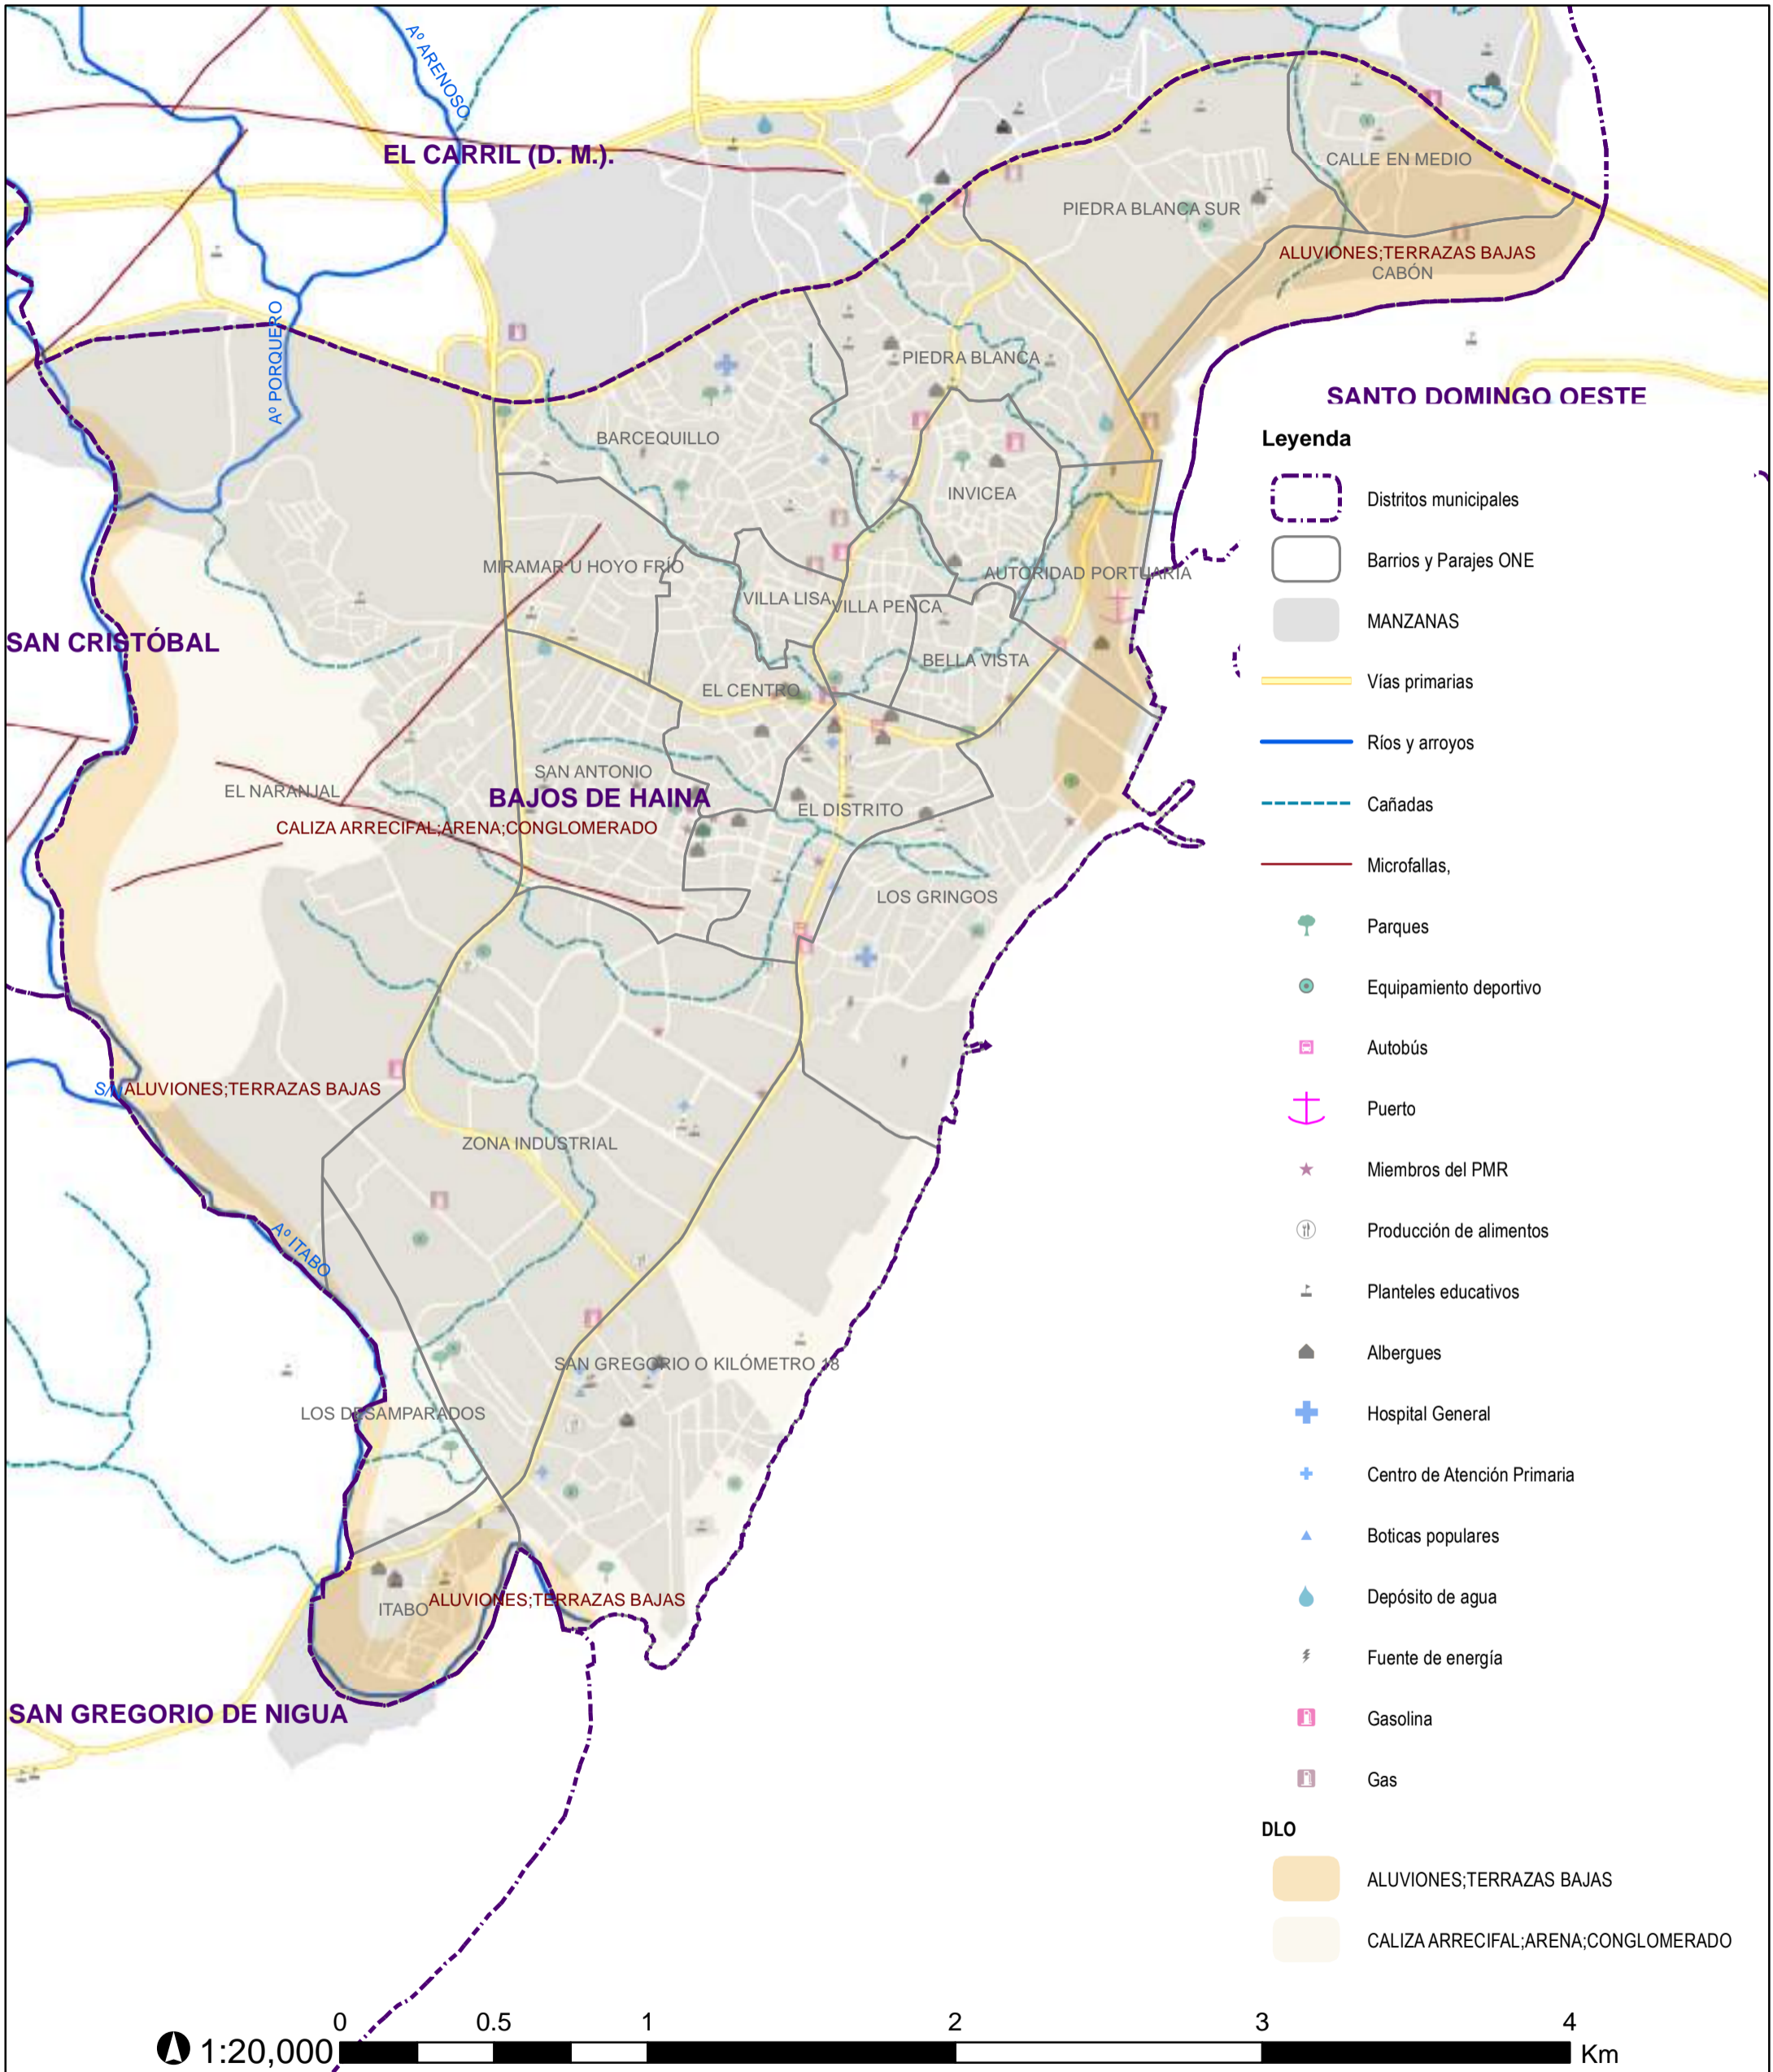 Aº ARENOSO
EL CARRIL (D. M.).
CALLE EN MEDIO
PIEDRA BLANCA SUR
ALUVIONES;TERRAZAS BAJAS
CABÓN
Aº PORQUERO
PIEDRA BLANCA
SANTO DOMINGO OESTE
BARCEQUILLO
INVICEA
MIRAMAR U HOYO FRÍO
AUTORIDAD PORTUARIA
VILLA LISA
VILLA PENCA
SAN CRISTÓBAL
BELLA VISTA
EL CENTRO
SAN ANTONIO
EL NARANJAL
BAJOS DE HAINA
EL DISTRITO
CALIZA ARRECIFAL;ARENA;CONGLOMERADO
LOS GRINGOS
ALUVIONES;TERRAZAS BAJAS
ZONA INDUSTRIAL
Aº ITABO
SAN GREGORIO O KILÓMETRO 18
LOS DESAMPARADOS
ALUVIONES;TERRAZAS BAJAS
ITABO
SAN GREGORIO DE NIGUA
Leyenda
Distritos municipales
Barrios y Parajes ONE
MANZANAS
Vías primarias
Ríos y arroyos
Cañadas
Microfallas,
Parques
Equipamiento deportivo
Autobús
Puerto
Miembros del PMR
Producción de alimentos
Planteles educativos
Albergues
Hospital General
Centro de Atención Primaria
Boticas populares
Depósito de agua
Fuente de energía
Gasolina
Gas
DLO
ALUVIONES;TERRAZAS BAJAS
CALIZA ARRECIFAL;ARENA;CONGLOMERADO
0 0.5 1 2 3 4
1:20,000 Km